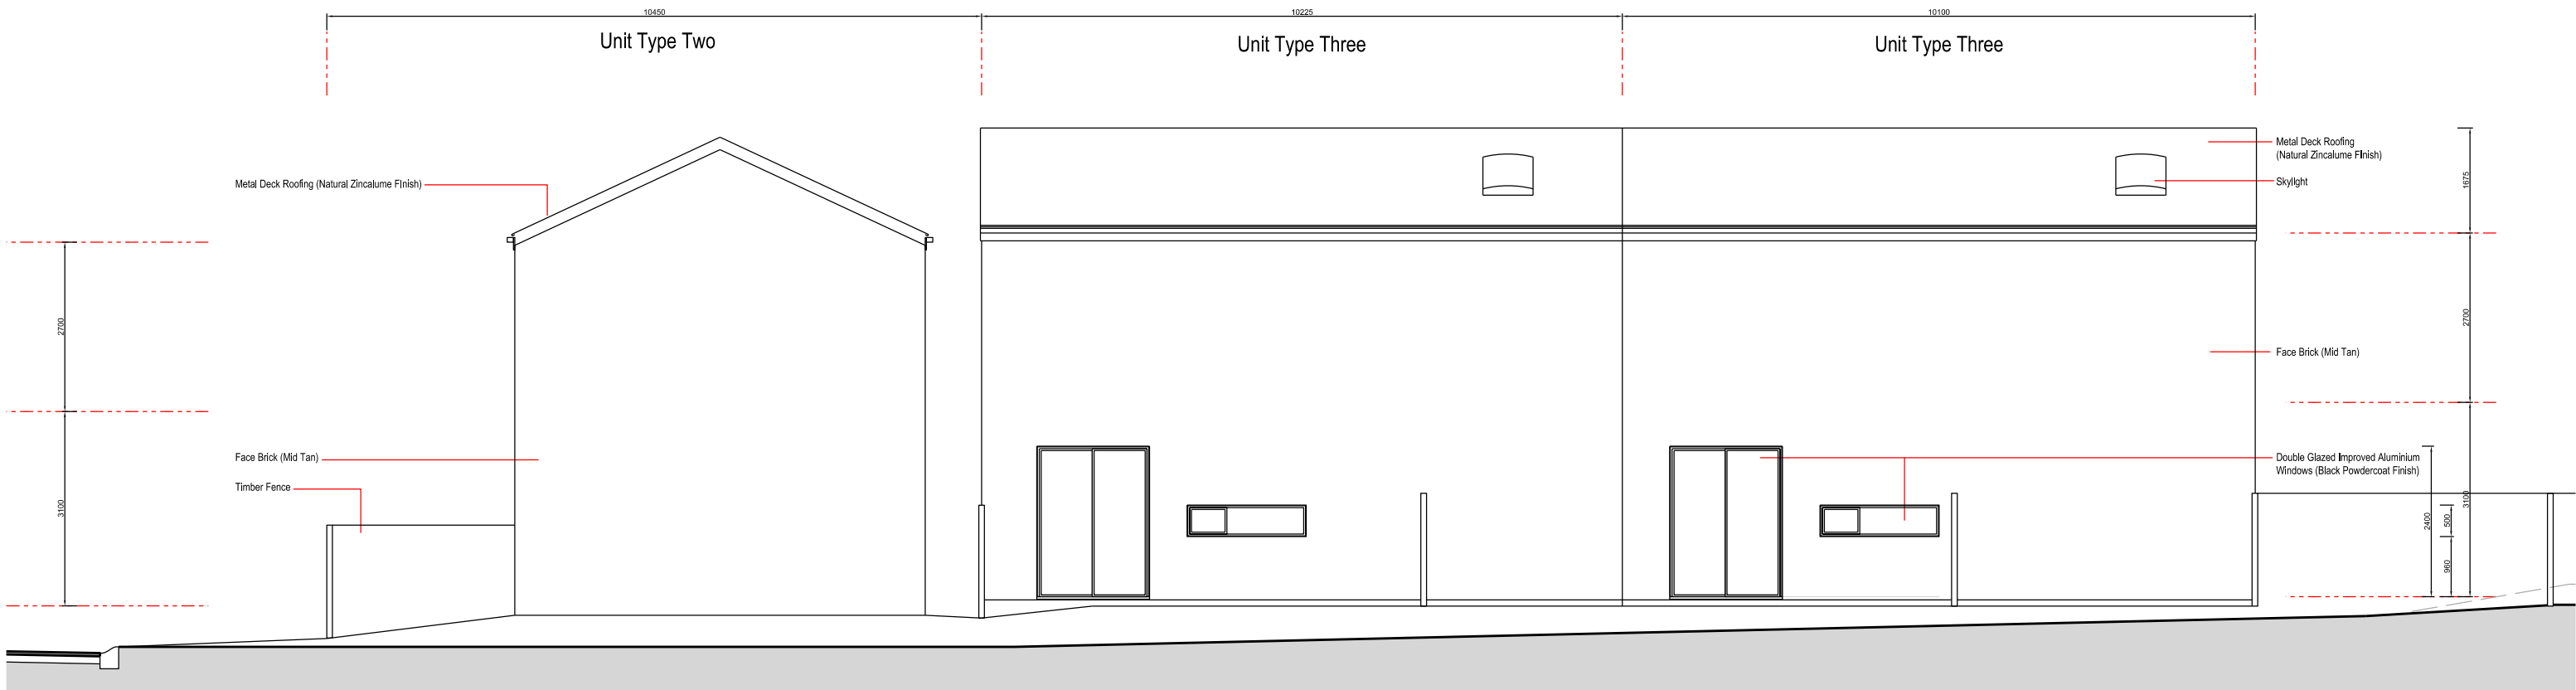 10450
10225
10100
Unit Type Two
Unit Type Three
Unit Type Three
Metal Deck Roofing (Natural Zincalume Finish)
Metal Deck Roofing
(Natural Zincalume Finish)
Skylight
1675
2700
2700
Face Brick (Mid Tan)
Face Brick (Mid Tan)
Timber Fence
Double Glazed Improved Aluminium
Windows (Black Powdercoat Finish)
3100
3100
2400
500
960